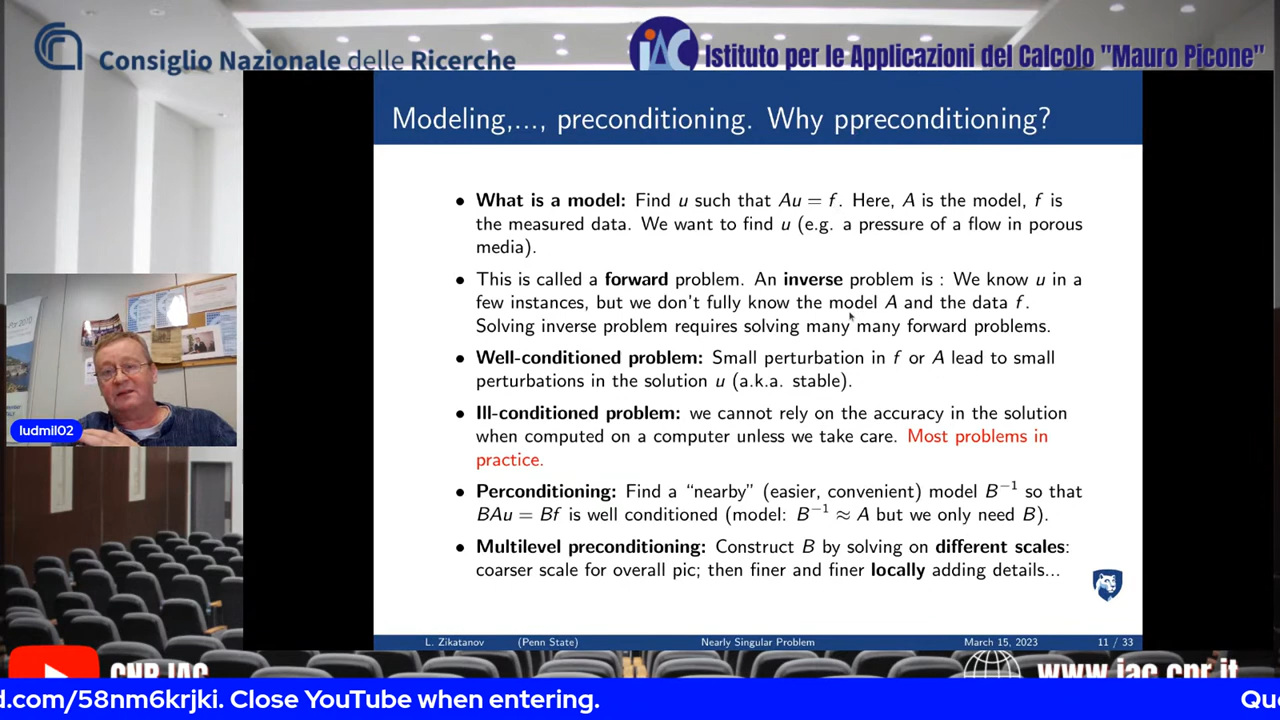 Consiglio Nazionale delle Ricerche
iAC Istituto per le Applicazioni del Calcolo "Mauro Picone"
Modeling,..., preconditioning. Why ppreconditioning?
• What is a model: Find u such that Au = f. Here, A is the model, f is
the measured data. We want to find u (e.g. a pressure of a flow in porous
media).
• This is called a forward problem. An inverse problem is : We know u in a
few instances, but we don't fully know the model A and the data f.
Solving inverse problem requires solving many many forward problems.
• Well-conditioned problem: Small perturbation in f or A lead to small
perturbations in the solution u (a.k.a. stable).
• Ill-conditioned problem: we cannot rely on the accuracy in the solution
when computed on a computer unless we take care. Most problems in
practice.
• Perconditioning: Find a “nearby” (easier, convenient) model B⁻¹ so that
BAu = Bf is well conditioned (model: B⁻¹ ≈ A but we only need B).
• Multilevel preconditioning: Construct B by solving on different scales:
coarser scale for overall pic; then finer and finer locally adding details...
ludmil02
L. Zikatanov (Penn State) Nearly Singular Problem March 15, 2023 11 / 33
CNR IAC www.iac.cnr.it
d.com/58nm6krjki. Close YouTube when entering. Qu